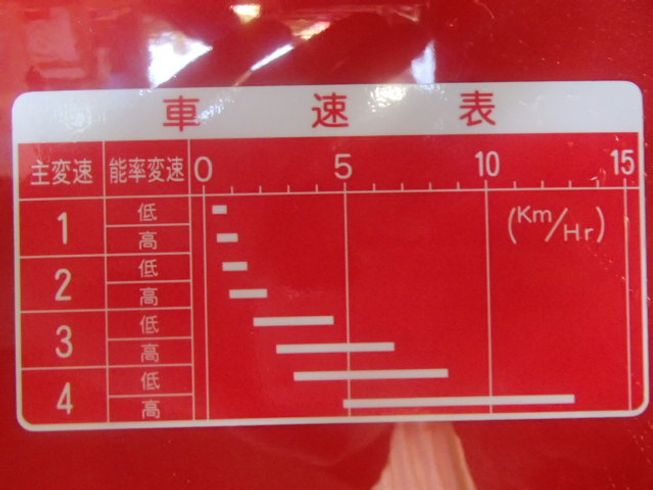 車速表
主変速 能率変速 0 5 10 15
1 低
高
(Km/Hr)
2 低
高
3 低
高
4 低
高